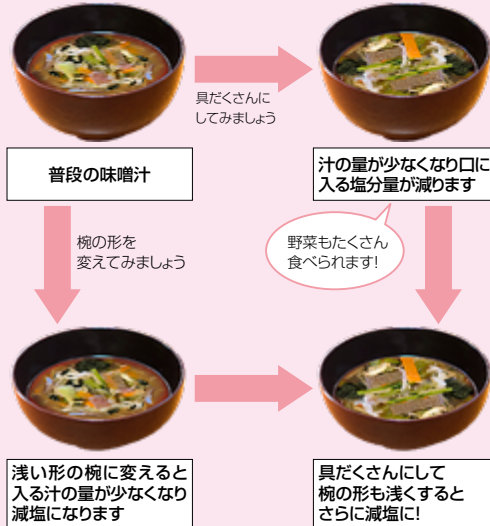 具だくさんに
してみましょう
普段の味噌汁
汁の量が少なくなり口に
入る塩分量が減ります
椀の形を
変えてみましょう
野菜もたくさん
食べられます!
浅い形の椀に変えると
入る汁の量が少なくなり
減塩になります
具だくさんにして
椀の形も浅くすると
さらに減塩に!